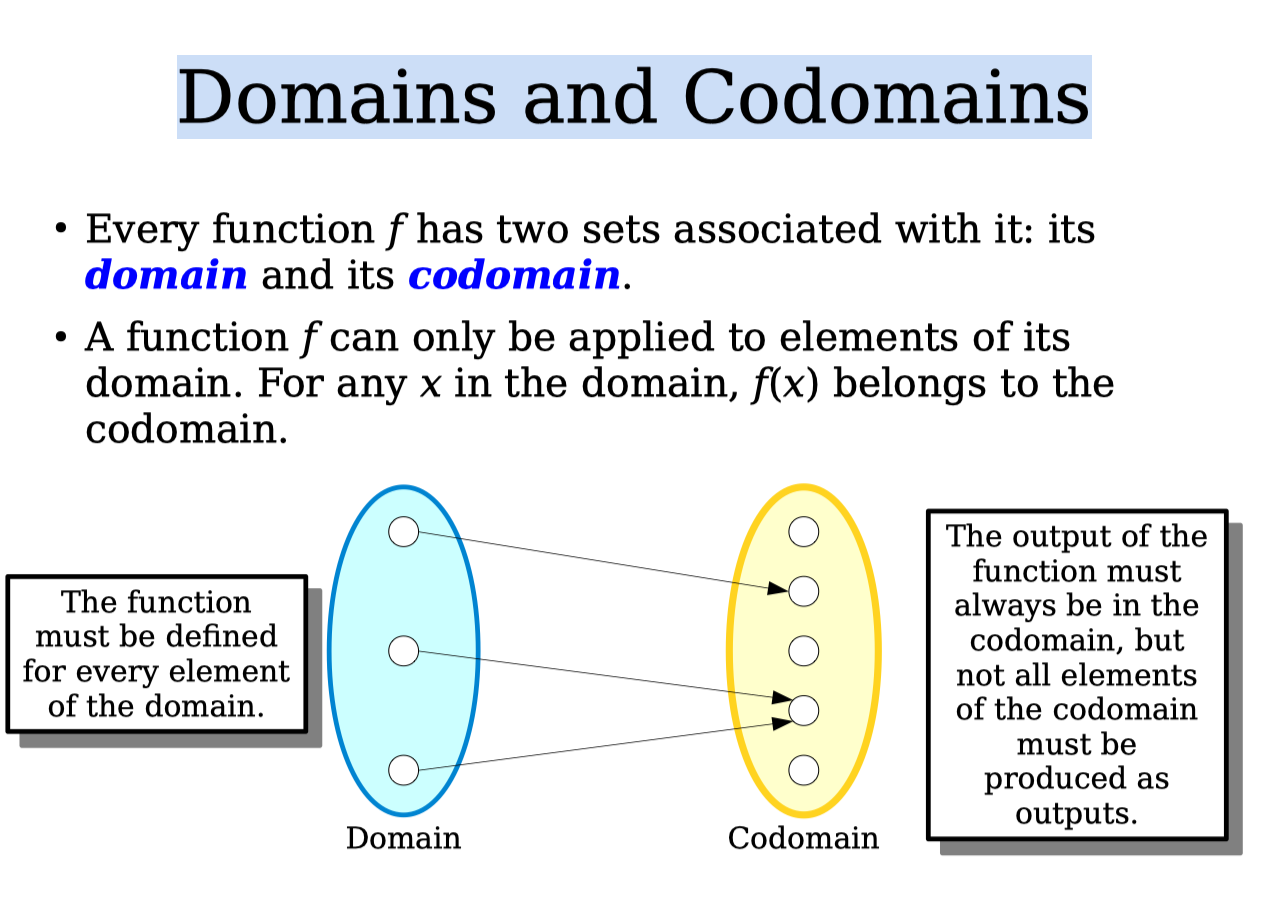 Domains and Codomains
• Every function f has two sets associated with it: its
domain and its codomain.
• A function f can only be applied to elements of its
domain. For any x in the domain, f(x) belongs to the
codomain.
The function
must be defined
for every element
of the domain.
Domain
Codomain
The output of the
function must
always be in the
codomain, but
not all elements
of the codomain
must be
produced as
outputs.